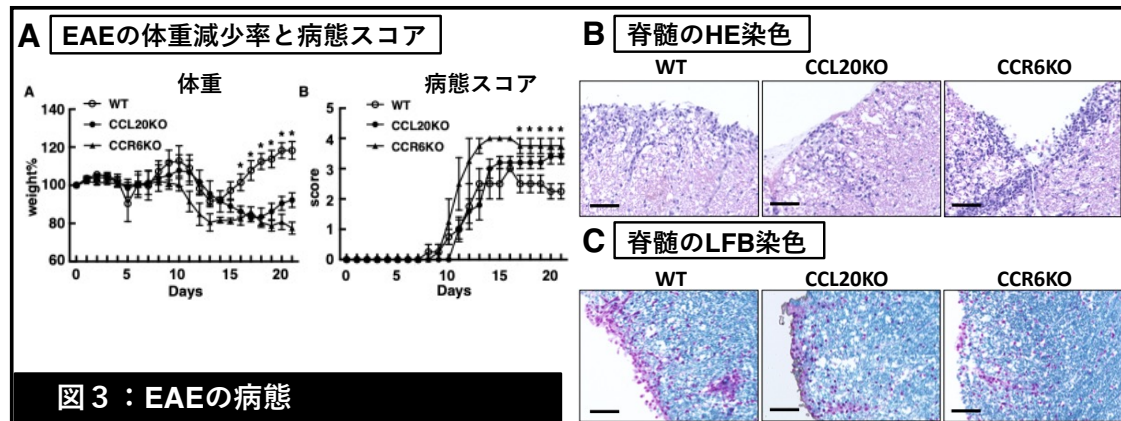 A EAEの体重減少率と病態スコア
体重
病態スコア
A
B
WT
CCL20KO
CCR6KO
140
120
100
80
60
weight%
0 5 10 15 20
Days
* * * * * *
WT
CCL20KO
CCR6KO
5
4
3
2
1
0
score
0 5 10 15 20
Days
*****
B 脊髄のHE染色
WT CCL20KO CCR6KO
C 脊髄のLFB染色
WT CCL20KO CCR6KO
図3：EAEの病態